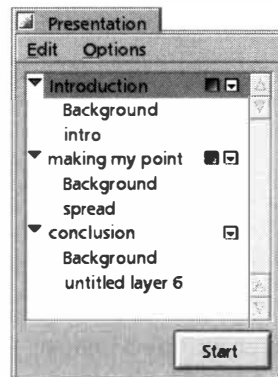 Presentation
Edit Options
Introduction
Background
intro
making my point
Background
spread
conclusion
Background
untitled layer 6
Start